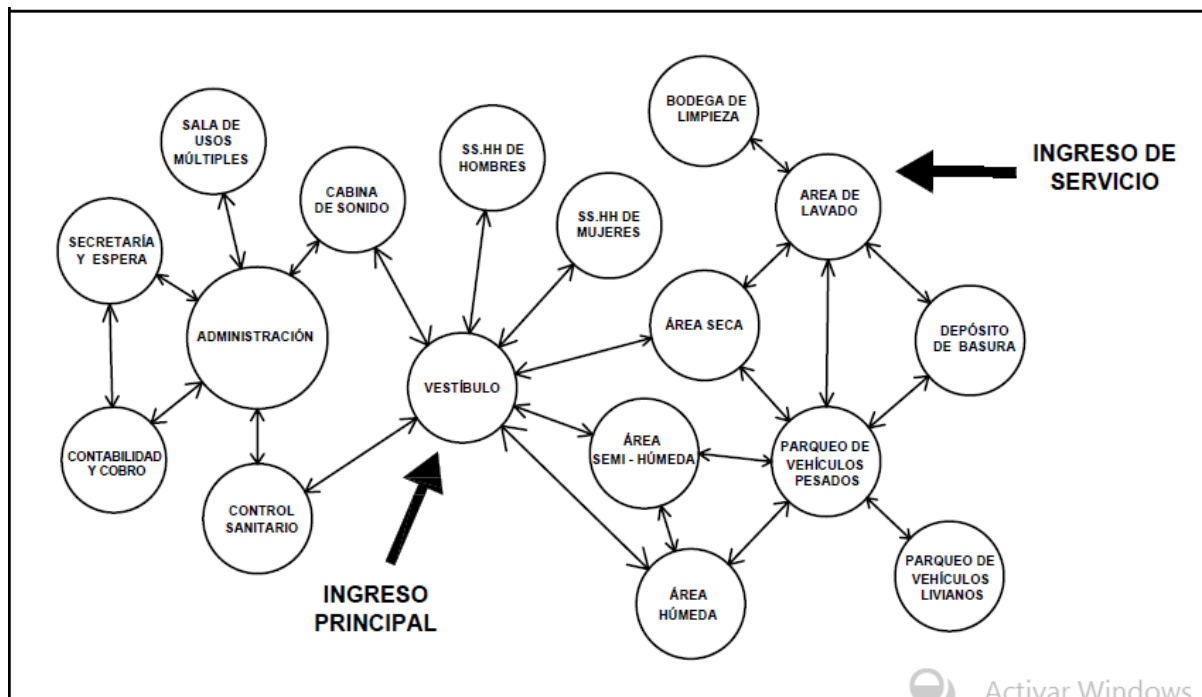 BODEGA DE
LIMPIEZA
SALA DE
USOS
MÚLTIPLES
SS.HH DE
HOMBRES
INGRESO DE
SERVICIO
CABINA
DE SONIDO
AREA DE
LAVADO
SS.HH DE
MUJERES
SECRETARÍA
Y ESPERA
ADMINISTRACIÓN
ÁREA SECA
DEPÓSITO
DE BASURA
VESTÍBULO
CONTABILIDAD
Y COBRO
ÁREA
SEMI - HÚMEDA
PARQUEO DE
VEHÍCULOS
PESADOS
CONTROL
SANITARIO
PARQUEO DE
VEHÍCULOS
LIVIANOS
INGRESO
PRINCIPAL
ÁREA
HÚMEDA
Activar Windows